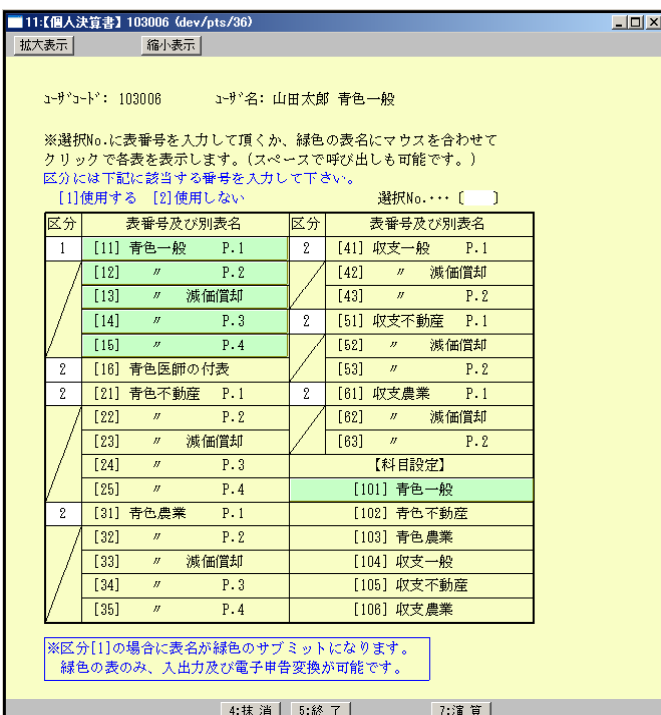 11:【個人決算書】103006 (dev/pts/36)
拡大表示 縮小表示
ﾕｰｻﾞｺｰﾄﾞ: 103006 ﾕｰｻﾞ名: 山田太郎 青色一般
※選択No.に表番号を入力して頂くか、緑色の表名にマウスを合わせて
クリックで各表を表示します。(スペースで呼び出しも可能です。)
区分には下記に該当する番号を入力して下さい。
[1]使用する [2]使用しない 選択No.･･･〔 〕
区分 表番号及び別表名 区分 表番号及び別表名
1 [11] 青色一般 P.1 2 [41] 収支一般 P.1
[12] 〃 P.2 [42] 〃 減価償却
[13] 〃 減価償却 [43] 〃 P.2
[14] 〃 P.3 2 [51] 収支不動産 P.1
[15] 〃 P.4 [52] 〃 減価償却
2 [16] 青色医師の付表 [53] 〃 P.2
2 [21] 青色不動産 P.1 2 [61] 収支農業 P.1
[22] 〃 P.2 [62] 〃 減価償却
[23] 〃 減価償却 [63] 〃 P.2
[24] 〃 P.3 【科目設定】
[25] 〃 P.4 [101] 青色一般
2 [31] 青色農業 P.1 [102] 青色不動産
[32] 〃 P.2 [103] 青色農業
[33] 〃 減価償却 [104] 収支一般
[34] 〃 P.3 [105] 収支不動産
[35] 〃 P.4 [106] 収支農業
※区分[1]の場合に表名が緑色のサブミットになります。
緑色の表のみ、入出力及び電子申告変換が可能です。
4:抹 消 5:終 了 7:演 算